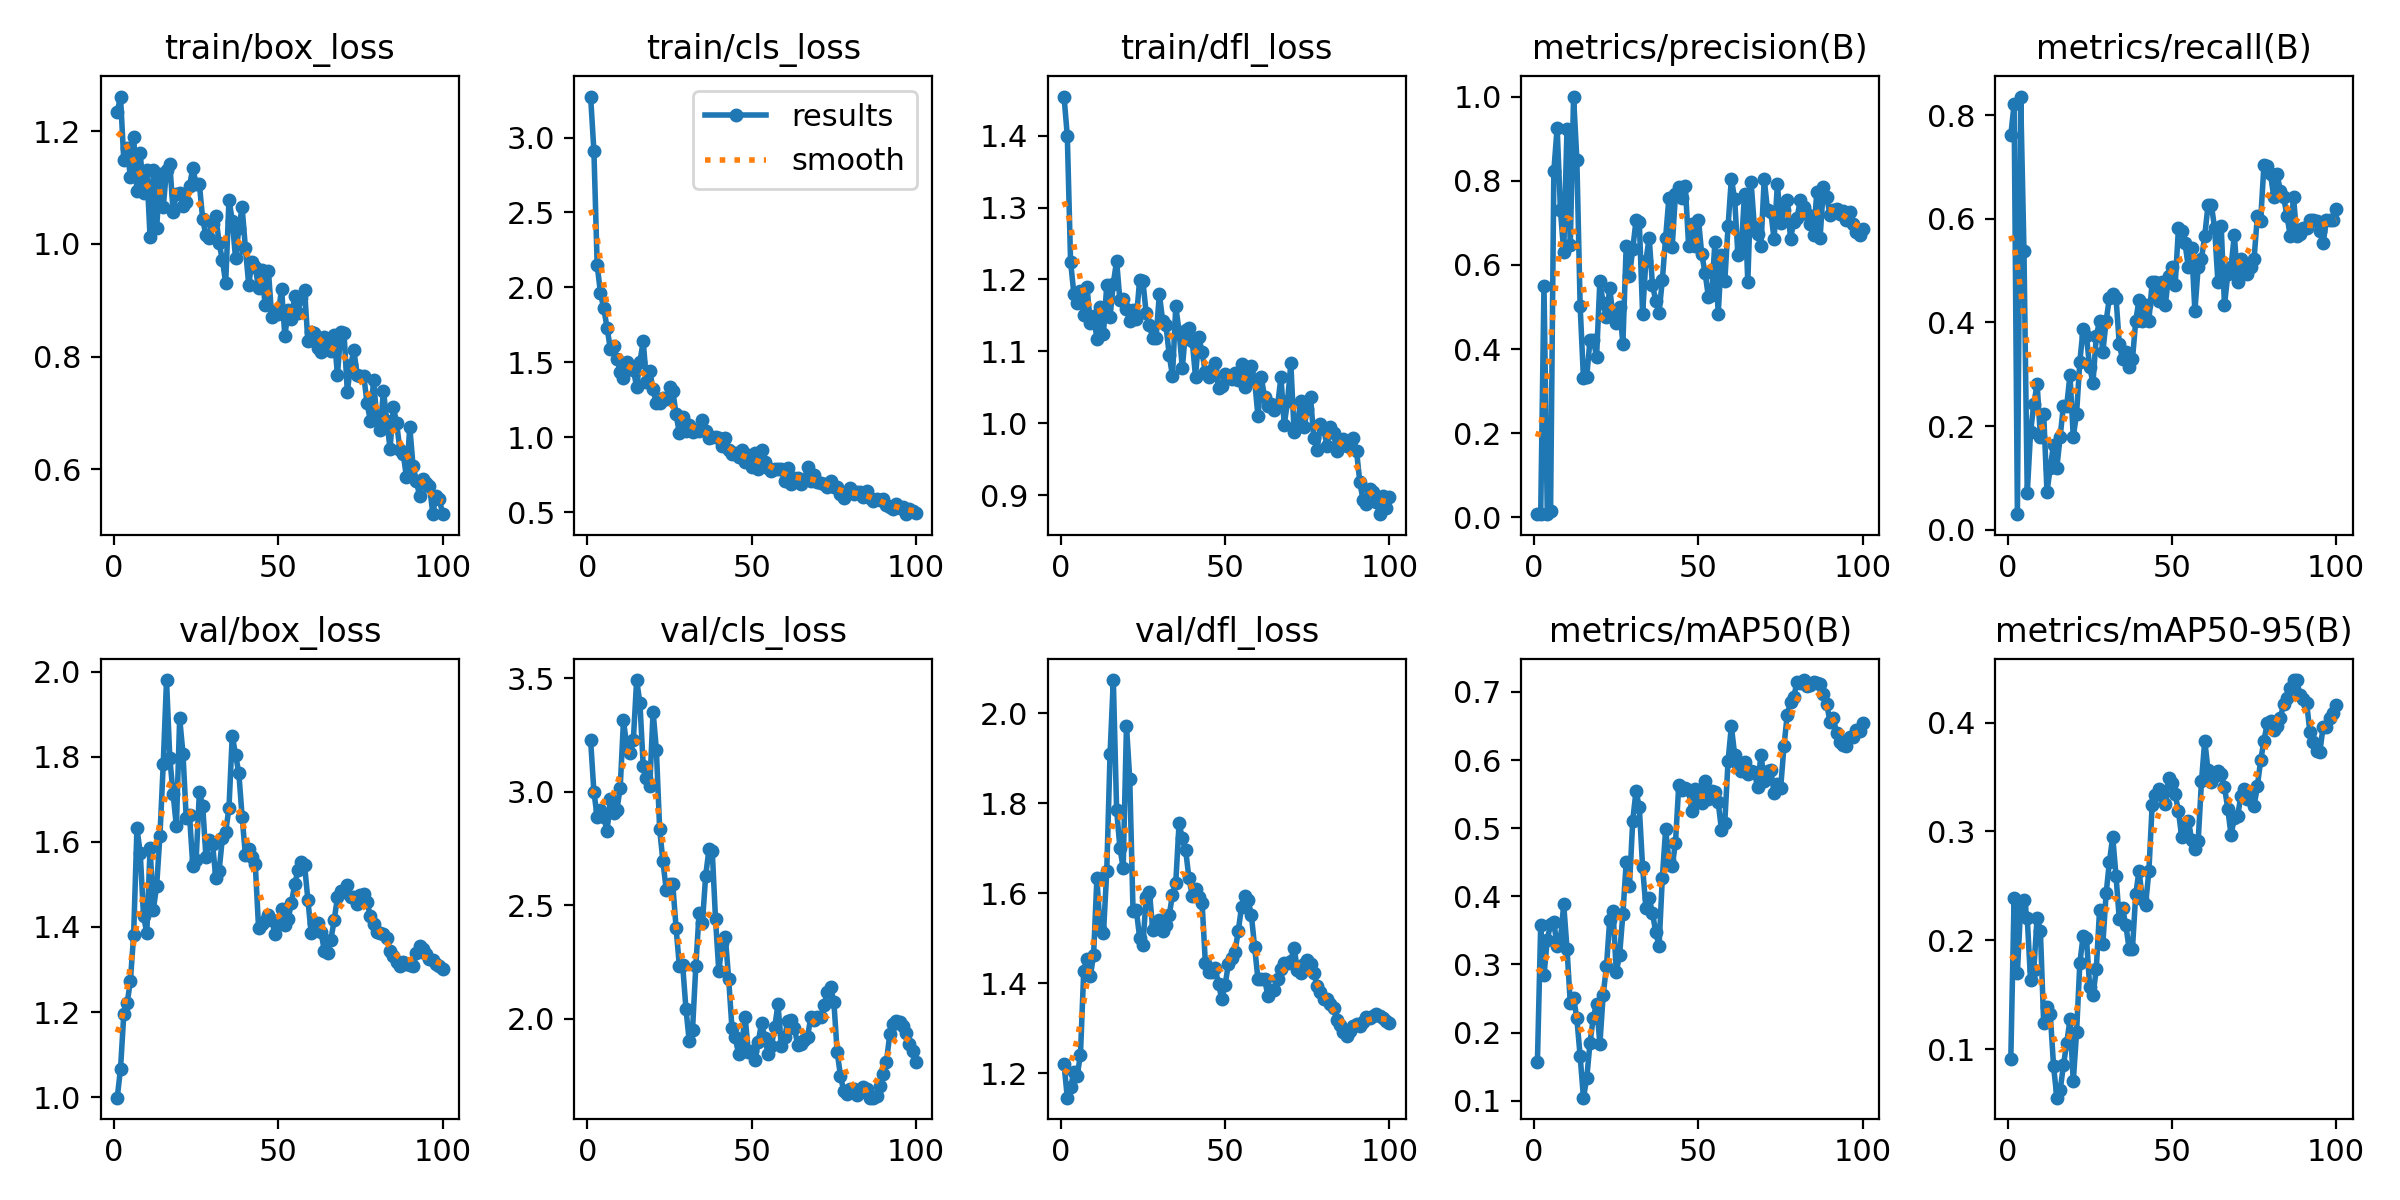 train/box_loss
1.2
1.0
0.8
0.6
0 50 100
train/cls_loss
results
smooth
3.0
2.5
2.0
1.5
1.0
0.5
0 50 100
train/dfl_loss
1.4
1.3
1.2
1.1
1.0
0.9
0 50 100
metrics/precision(B)
1.0
0.8
0.6
0.4
0.2
0.0
0 50 100
metrics/recall(B)
0.8
0.6
0.4
0.2
0.0
0 50 100
val/box_loss
2.0
1.8
1.6
1.4
1.2
1.0
0 50 100
val/cls_loss
3.5
3.0
2.5
2.0
0 50 100
val/dfl_loss
2.0
1.8
1.6
1.4
1.2
0 50 100
metrics/mAP50(B)
0.7
0.6
0.5
0.4
0.3
0.2
0.1
0 50 100
metrics/mAP50-95(B)
0.4
0.3
0.2
0.1
0 50 100